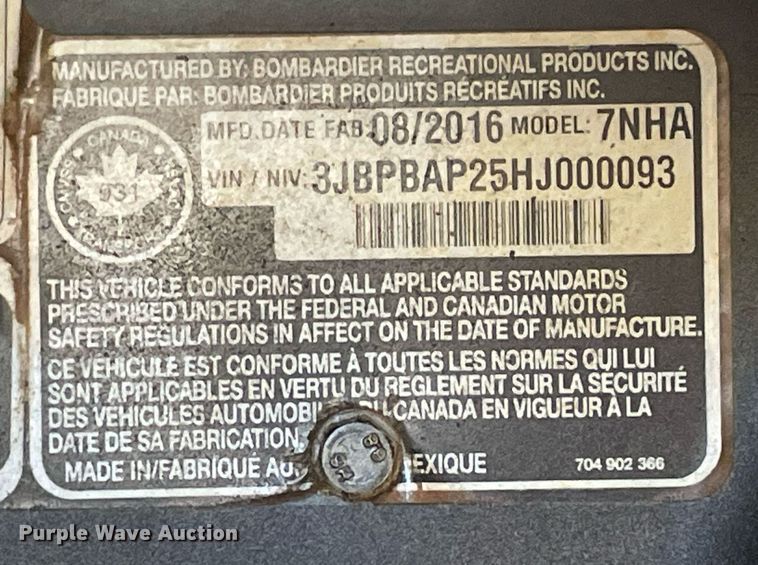 MANUFACTURED BY: BOMBARDIER RECREATIONAL PRODUCTS INC.
FABRIQUE PAR: BOMBARDIER PRODUITS RÉCRÉATIFS INC.
CANADA
931
MFD. DATE FAB: 08/2016 MODEL: 7NHA
VIN / NIV: 3JBPBAP25HJ000093
THIS VEHICLE CONFORMS TO ALL APPLICABLE STANDARDS
PRESCRIBED UNDER THE FEDERAL AND CANADIAN MOTOR
SAFETY REGULATIONS IN AFFECT ON THE DATE OF MANUFACTURE.
CE VÉHICULE EST CONFORME À TOUTES LES NORMES QUI LUI
SONT APPLICABLES EN VERTU DU RÉGLEMENT SUR LA SÉCURITÉ
DES VÉHICULES AUTOMOBIL DU CANADA EN VIGUEUR À LA
DATE DE SA FABRICATION.
MADE IN/FABRIQUÉ AU EXIQUE 704 902 366
Purple Wave Auction